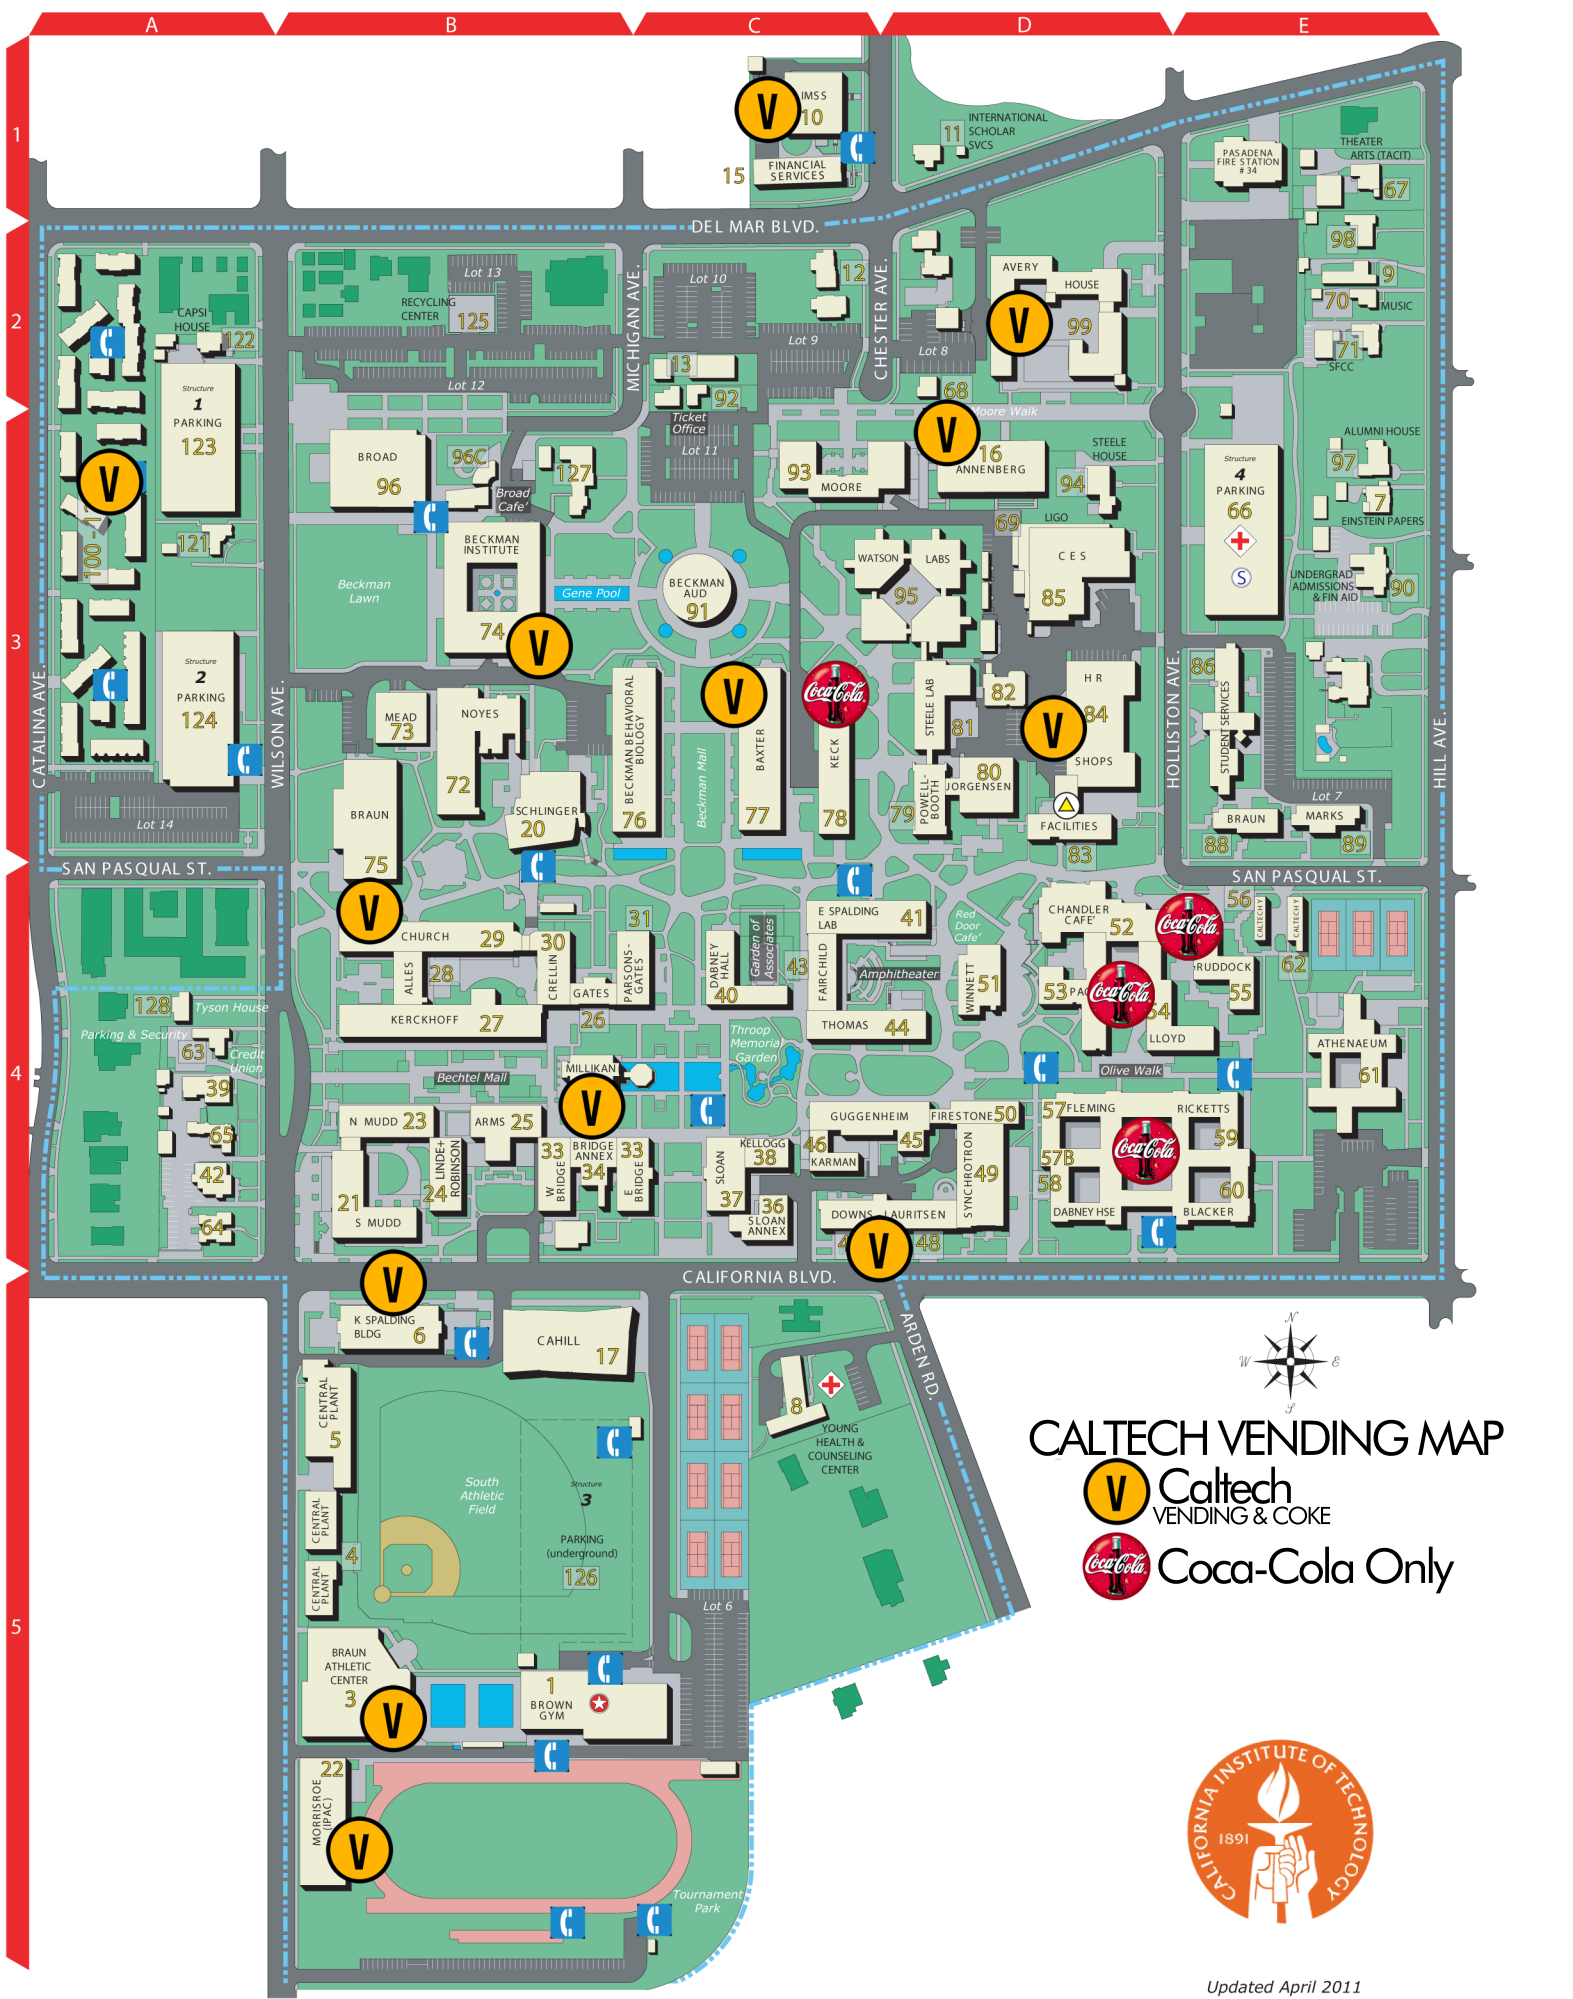 A
B
C
D
E
1
2
3
4
5
V
IMSS
10
FINANCIAL
SERVICES
15
11
INTERNATIONAL
SCHOLAR
SVCS
PASADENA
FIRE STATION
# 34
THEATER
ARTS (TACIT)
67
DEL MAR BLVD.
98
9
70
MUSIC
71
SFCC
CAPSI
HOUSE
122
Structure
1
PARKING
123
RECYCLING
CENTER
125
Lot 13
Lot 12
MICHIGAN AVE.
Lot 10
12
Lot 9
13
92
Ticket
Office
Lot 11
CHESTER AVE.
Lot 8
68
AVERY
HOUSE
99
V
Moore Walk
V
16
ANNENBERG
STEELE
HOUSE
94
93
MOORE
BROAD
96
96C
Broad
Cafe'
127
V
121
BECKMAN
INSTITUTE
74
V
Beckman
Lawn
Gene Pool
BECKMAN
AUD
91
WATSON
LABS
95
69
LIGO
CES
85
Structure
4
PARKING
66
S
ALUMNI HOUSE
97
7
EINSTEIN PAPERS
UNDERGRAD
ADMISSIONS
& FIN AID
90
CATALINA AVE.
WILSON AVE.
Structure
2
PARKING
124
Lot 14
MEAD
73
NOYES
72
BRAUN
75
SCHLINGER
20
BECKMAN BEHAVIORAL
BIOLOGY
76
Beckman Mall
V
BAXTER
77
Coca-Cola
KECK
78
STEELE LAB
81
82
V
HR
84
SHOPS
79
POWELL-
BOOTH
80
JORGENSEN
FACILITIES
83
HOLLISTON AVE.
86
STUDENT SERVICES
Lot 7
BRAUN
88
MARKS
89
HILL AVE.
SAN PASQUAL ST.
SAN PASQUAL ST.
V
CHURCH
29
30
31
ALLES
28
CRELLIN
GATES
26
PARSONS-
GATES
KERCKHOFF
27
DABNEY
HALL
40
Garden of
Associates
43
E SPALDING
LAB
41
FAIRCHILD
Amphitheater
THOMAS
44
Red
Door
Cafe'
WINNETT
51
CHANDLER
CAFE'
52
Coca-Cola
56
CALTECH Y
CALTECH Y
62
RUDDOCK
55
53
Coca-Cola
LLOYD
128
Tyson House
Parking & Security
63
Credit
Union
39
65
42
64
Bechtel Mall
MILLIKAN
V
Throop
Memorial
Garden
Olive Walk
ATHENAEUM
61
N MUDD
23
ARMS
25
LINDE+
ROBINSON
24
21
S MUDD
33
W
BRIDGE
BRIDGE
ANNEX
34
33
E
BRIDGE
SLOAN
37
KELLOGG
38
36
SLOAN
ANNEX
GUGGENHEIM
46
45
KARMAN
FIRESTONE
50
SYNCHROTRON
49
DOWNS
LAURITSEN
48
V
57
FLEMING
57B
58
DABNEY HSE
RICKETTS
59
60
BLACKER
Coca-Cola
CALIFORNIA BLVD.
V
K SPALDING
BLDG
6
CAHILL
17
CENTRAL
PLANT
5
CENTRAL
PLANT
4
CENTRAL
PLANT
South
Athletic
Field
Structure
3
PARKING
(underground)
126
8
YOUNG
HEALTH &
COUNSELING
CENTER
ARDEN RD.
Lot 6
BRAUN
ATHLETIC
CENTER
3
V
1
BROWN
GYM
22
MORRISROE
(IPAC)
V
Tournament
Park
N
W
E
S
CALTECH VENDING MAP
V
Caltech
VENDING & COKE
Coca-Cola
Coca-Cola Only
CALIFORNIA INSTITUTE OF TECHNOLOGY
1891
Updated April 2011